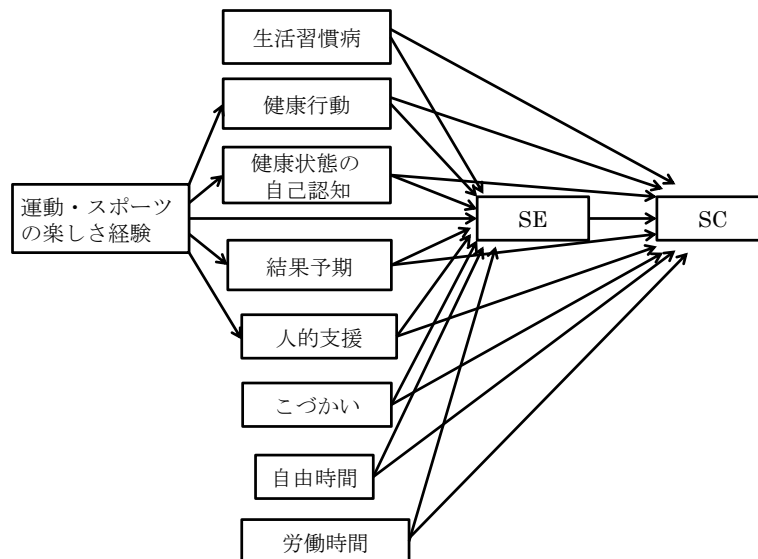 生活習慣病
健康行動
健康状態の
自己認知
運動・スポーツ
の楽しさ経験
SE
SC
結果予期
人的支援
こづかい
自由時間
労働時間